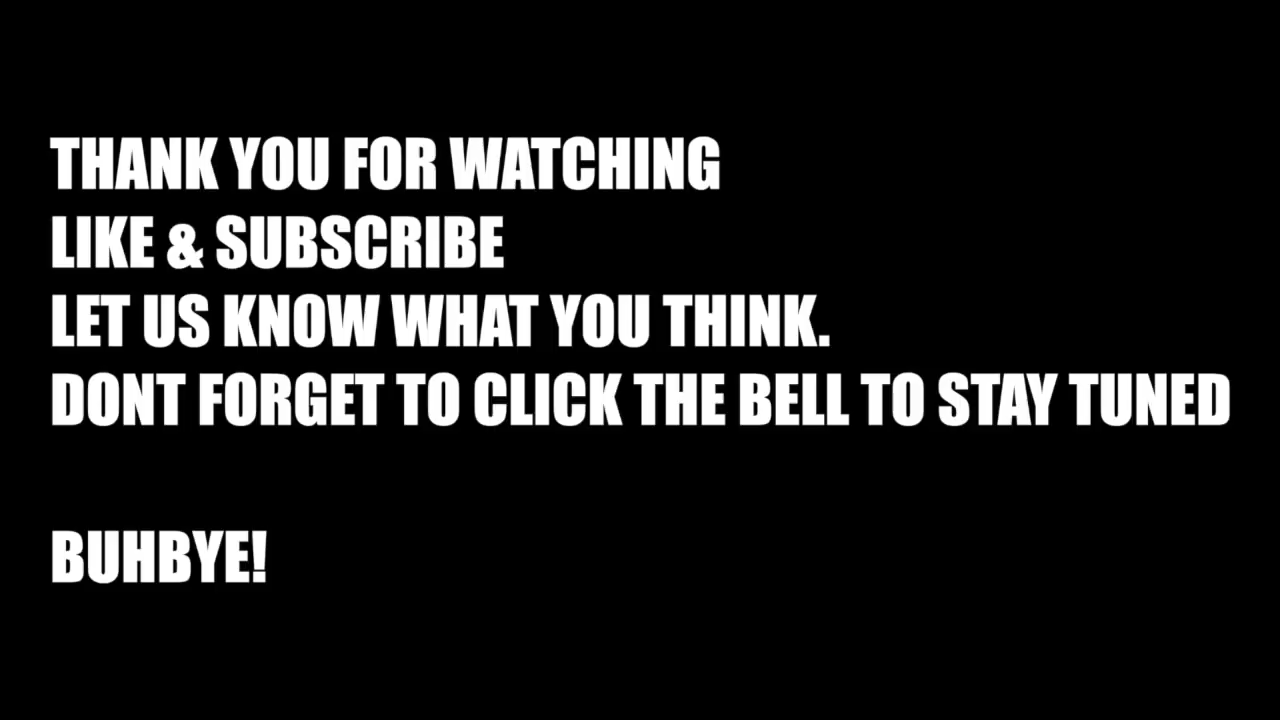 THANK YOU FOR WATCHING
LIKE & SUBSCRIBE
LET US KNOW WHAT YOU THINK.
DONT FORGET TO CLICK THE BELL TO STAY TUNED
BUHBYE!